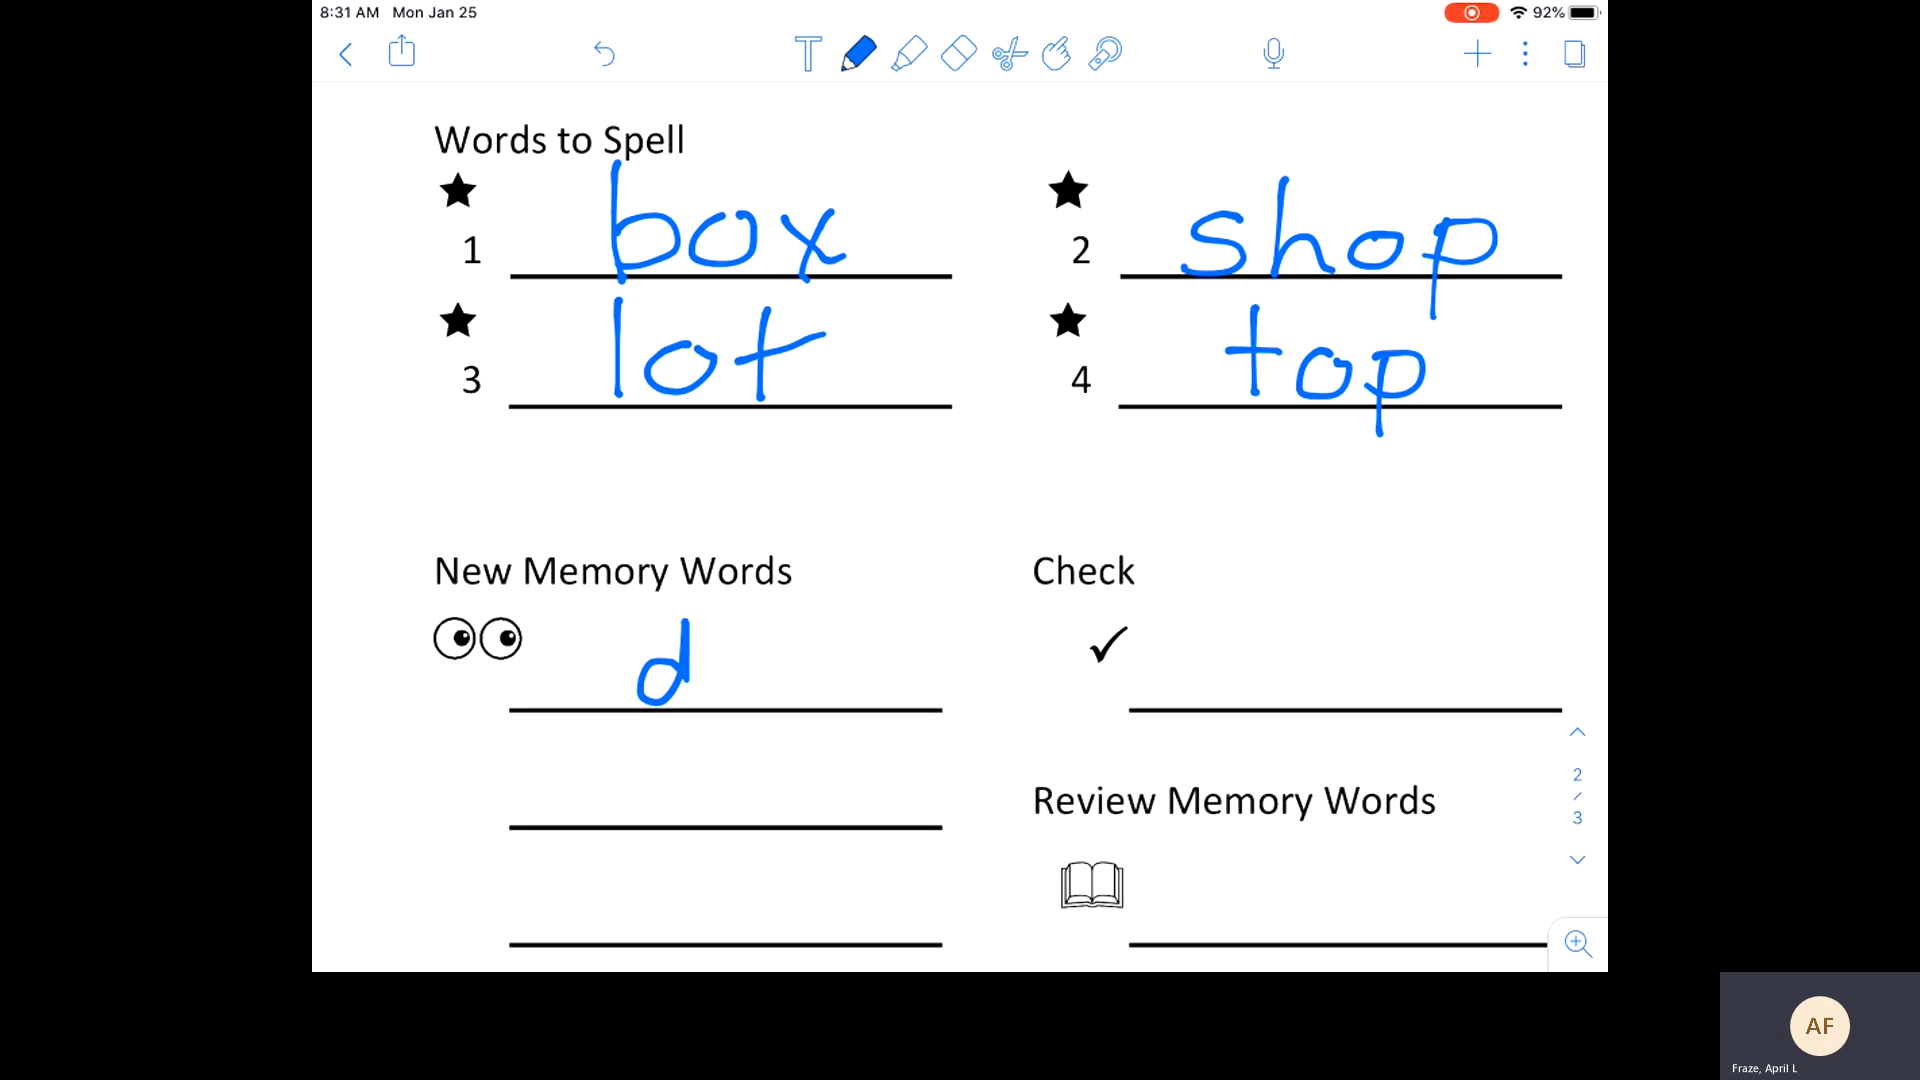 8:31 AM Mon Jan 25 92%
Words to Spell
1 box 2 shop
3 lot 4 top
New Memory Words Check
d
2
/
3
Review Memory Words
AF
Fraze, April L